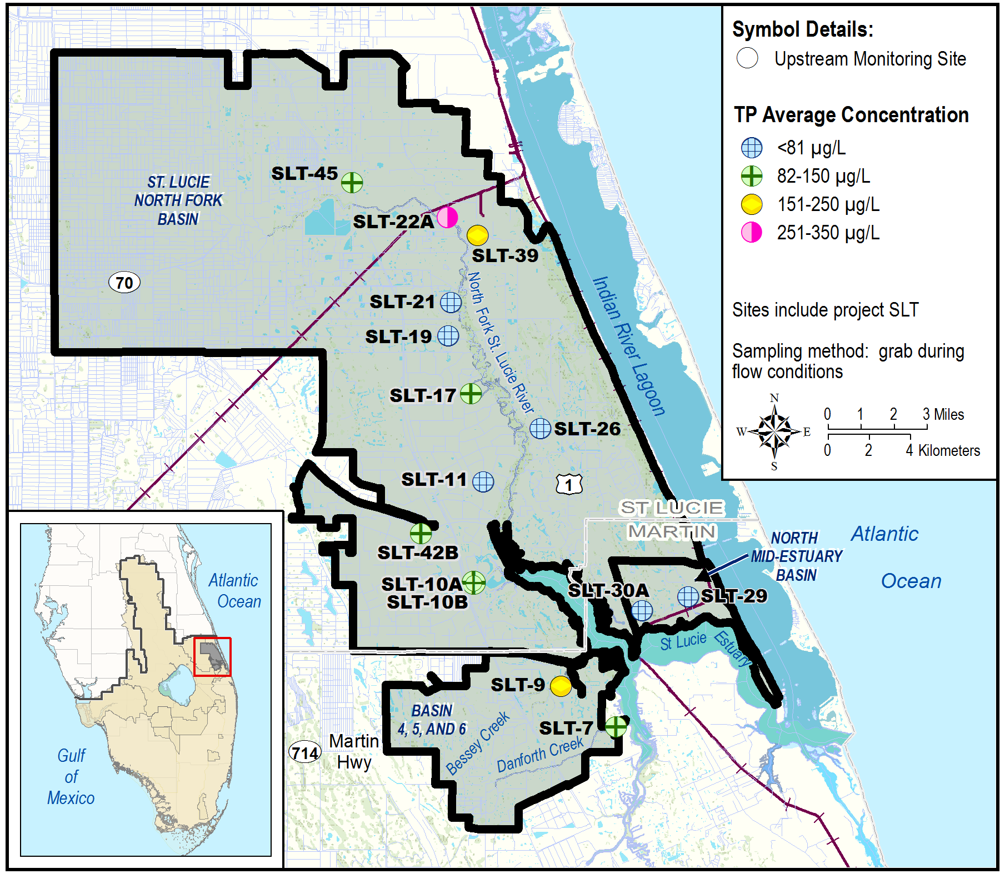 Symbol Details:
Upstream Monitoring Site
TP Average Concentration
<81 µg/L
82-150 µg/L
151-250 µg/L
251-350 µg/L
Sites include project SLT
Sampling method: grab during
flow conditions
N
W
E
S
0 1 2 3 Miles
0 2 4 Kilometers
ST. LUCIE
NORTH FORK
BASIN
70
SLT-45
SLT-22A
SLT-39
SLT-21
SLT-19
SLT-17
SLT-26
SLT-11
SLT-42B
SLT-10A
SLT-10B
SLT-30A
SLT-29
SLT-9
SLT-7
North Fork St. Lucie River
Indian River Lagoon
1
ST LUCIE
MARTIN
NORTH
MID-ESTUARY
BASIN
Atlantic
Ocean
St Lucie
Estuary
BASIN
4, 5, AND 6
Bessey Creek
Danforth Creek
714
Martin
Hwy
Atlantic
Ocean
Gulf
of
Mexico